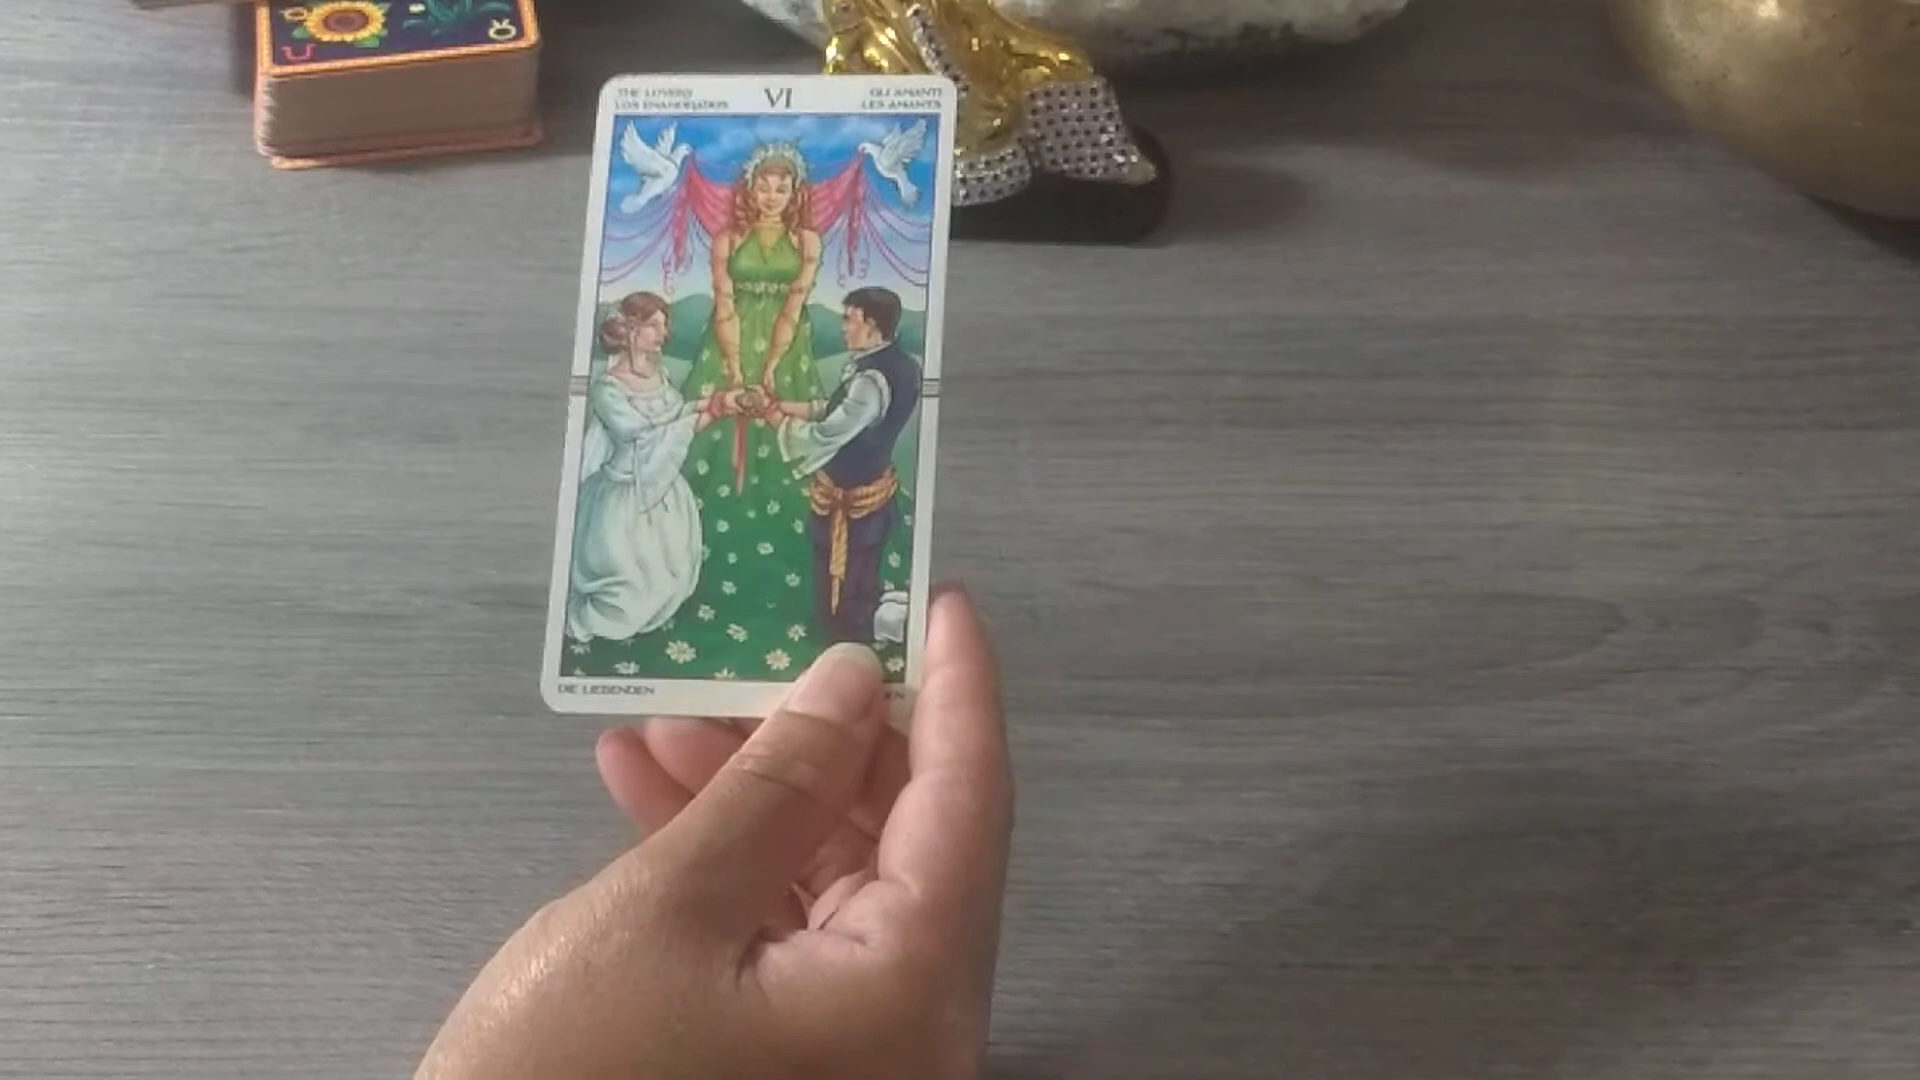 THE LOVERS
LOS ENAMORADOS
VI
GLI AMANTI
LES AMANTS
DIE LIEBENDEN